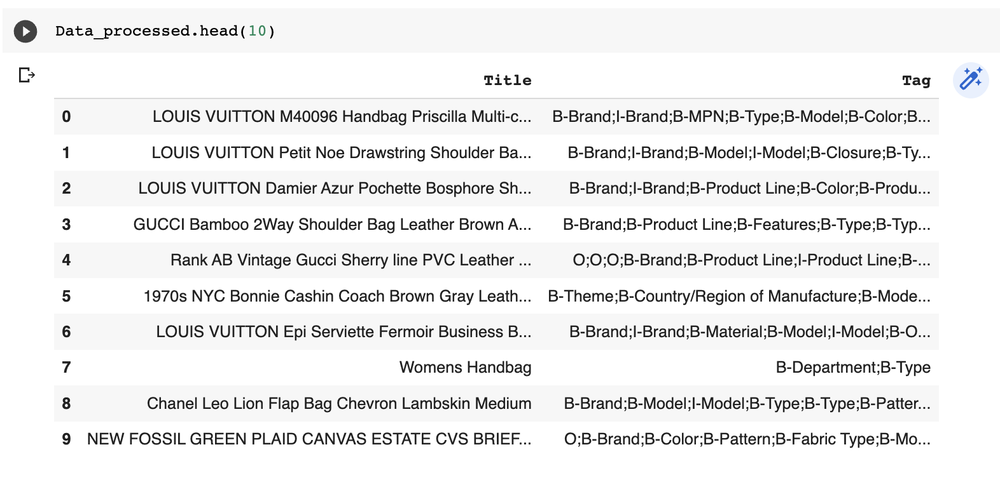 Data_processed.head(10)
Title Tag
0 LOUIS VUITTON M40096 Handbag Priscilla Multi-c... B-Brand;I-Brand;B-MPN;B-Type;B-Model;B-Color;B...
1 LOUIS VUITTON Petit Noe Drawstring Shoulder Ba... B-Brand;I-Brand;B-Model;I-Model;B-Closure;B-Ty...
2 LOUIS VUITTON Damier Azur Pochette Bosphore Sh... B-Brand;I-Brand;B-Product Line;B-Color;B-Produ...
3 GUCCI Bamboo 2Way Shoulder Bag Leather Brown A... B-Brand;B-Product Line;B-Features;B-Type;B-Typ...
4 Rank AB Vintage Gucci Sherry line PVC Leather ... O;O;O;B-Brand;B-Product Line;I-Product Line;B-...
5 1970s NYC Bonnie Cashin Coach Brown Gray Leath... B-Theme;B-Country/Region of Manufacture;B-Mode...
6 LOUIS VUITTON Epi Serviette Fermoir Business B... B-Brand;I-Brand;B-Material;B-Model;I-Model;B-O...
7 Womens Handbag B-Department;B-Type
8 Chanel Leo Lion Flap Bag Chevron Lambskin Medium B-Brand;B-Model;I-Model;B-Type;B-Type;B-Patter...
9 NEW FOSSIL GREEN PLAID CANVAS ESTATE CVS BRIEF... O;B-Brand;B-Color;B-Pattern;B-Fabric Type;B-Mo...